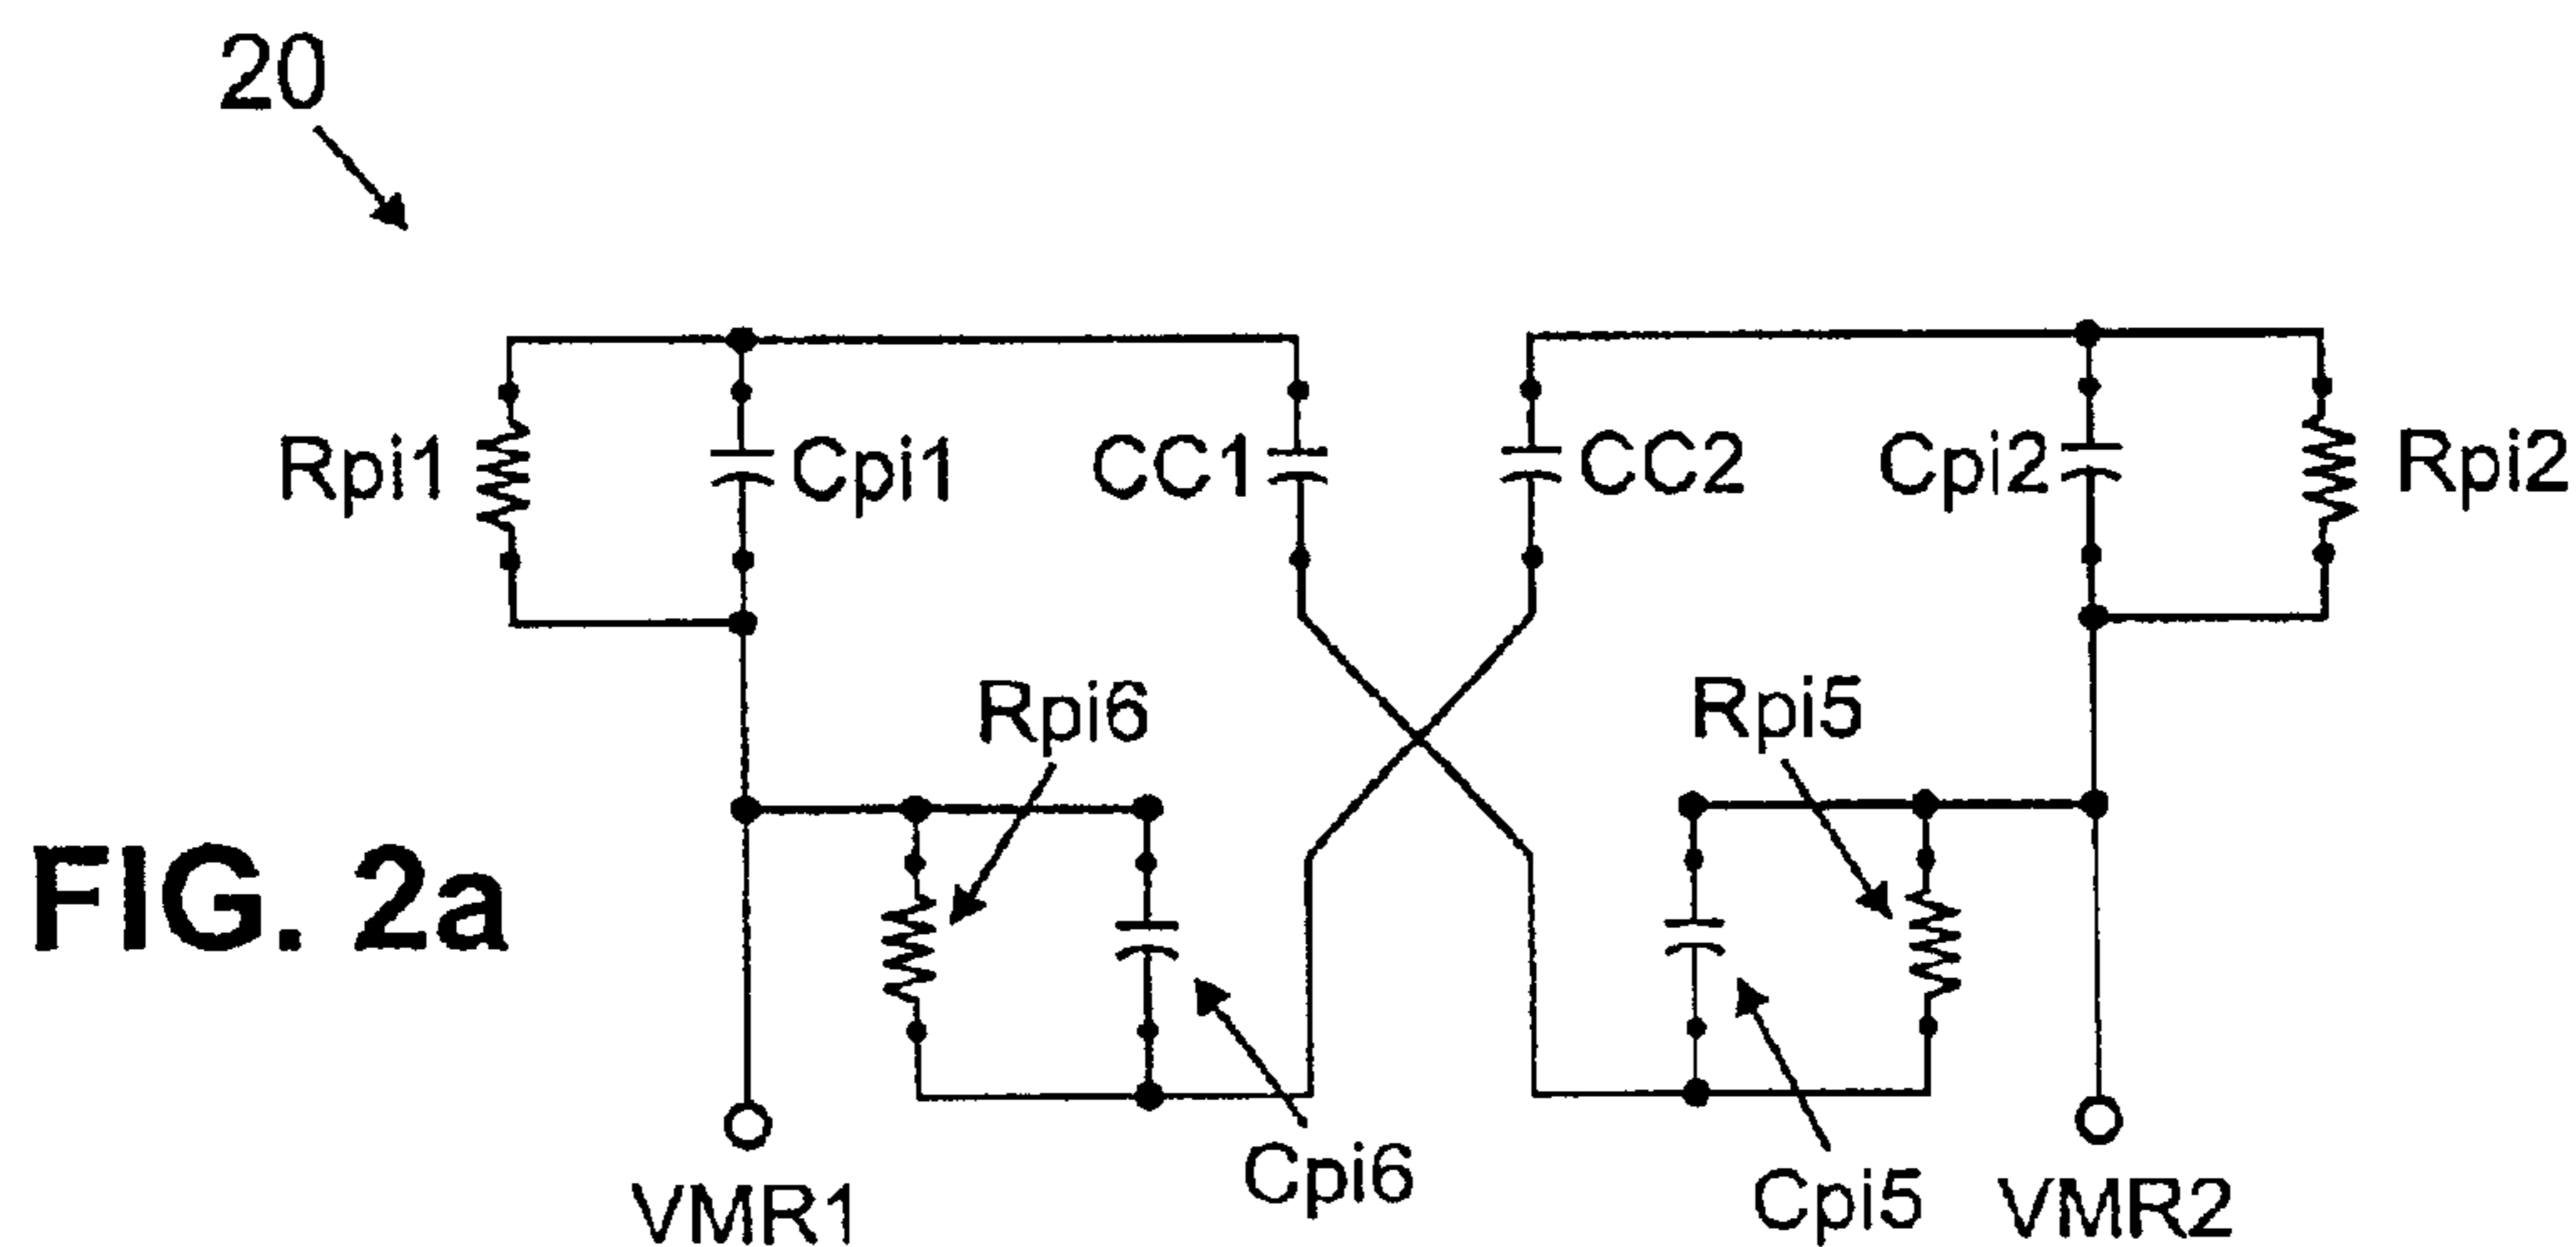 20
Rpi1
Cpi1
CC1
CC2
Cpi2
Rpi2
Rpi6
Rpi5
FIG. 2a
Cpi6
Cpi5
VMR1
VMR2